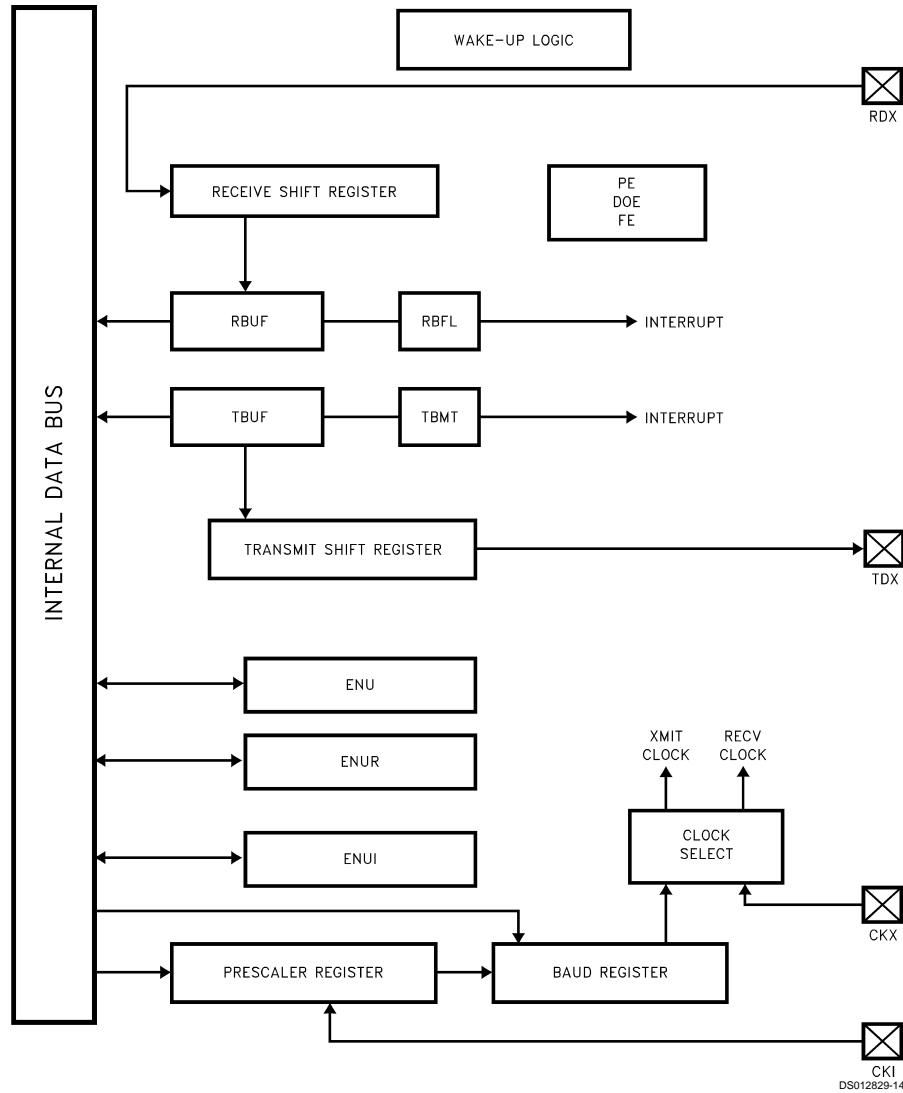 WAKE-UP LOGIC
RDX
RECEIVE SHIFT REGISTER
PE
DOE
FE
RBUF
RBFL
INTERRUPT
TBUF
TBMT
INTERRUPT
INTERNAL DATA BUS
TRANSMIT SHIFT REGISTER
TDX
ENU
XMIT
CLOCK
RECV
CLOCK
ENUR
CLOCK
SELECT
ENUI
CKX
PRESCALER REGISTER
BAUD REGISTER
CKI
DS012829-14